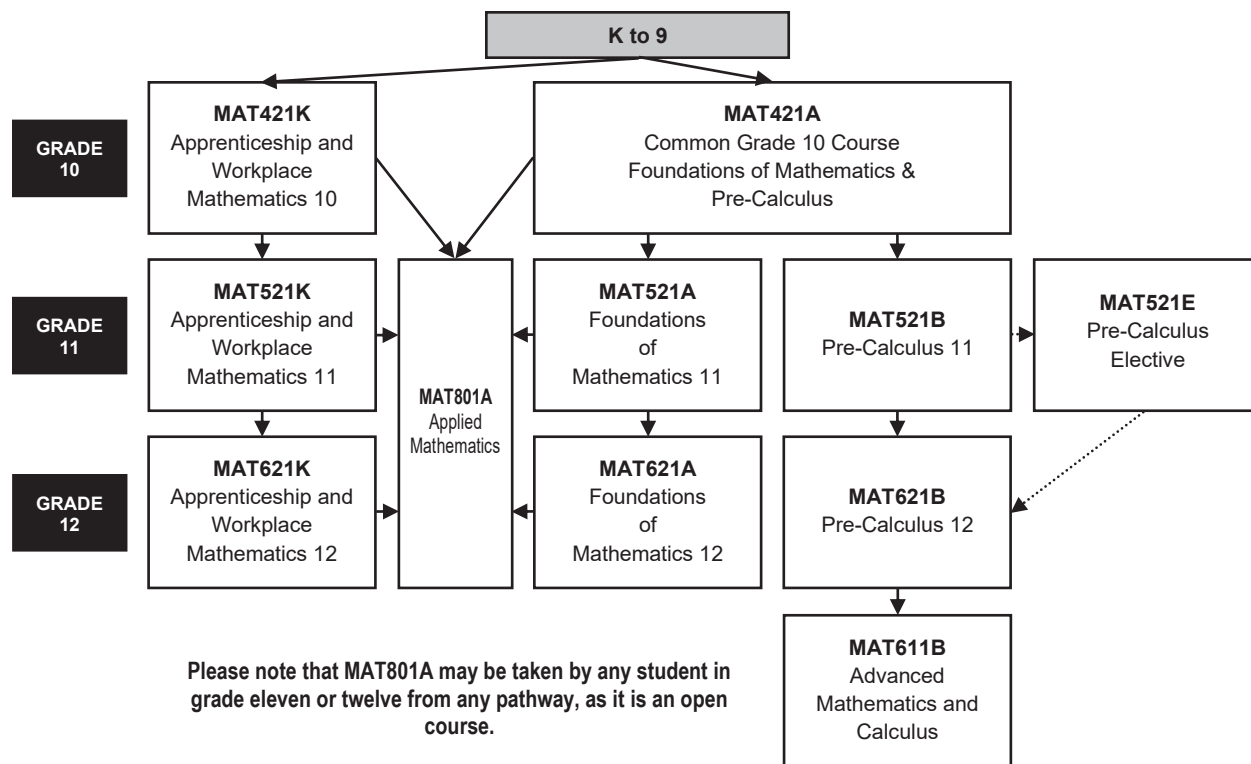 K to 9
GRADE
10
MAT421K
Apprenticeship and
Workplace
Mathematics 10
MAT421A
Common Grade 10 Course
Foundations of Mathematics &
Pre-Calculus
GRADE
11
MAT521K
Apprenticeship and
Workplace
Mathematics 11
MAT801A
Applied
Mathematics
MAT521A
Foundations
of
Mathematics 11
MAT521B
Pre-Calculus 11
MAT521E
Pre-Calculus
Elective
GRADE
12
MAT621K
Apprenticeship and
Workplace
Mathematics 12
MAT621A
Foundations
of
Mathematics 12
MAT621B
Pre-Calculus 12
Please note that MAT801A may be taken by any student in
grade eleven or twelve from any pathway, as it is an open
course.
MAT611B
Advanced
Mathematics and
Calculus